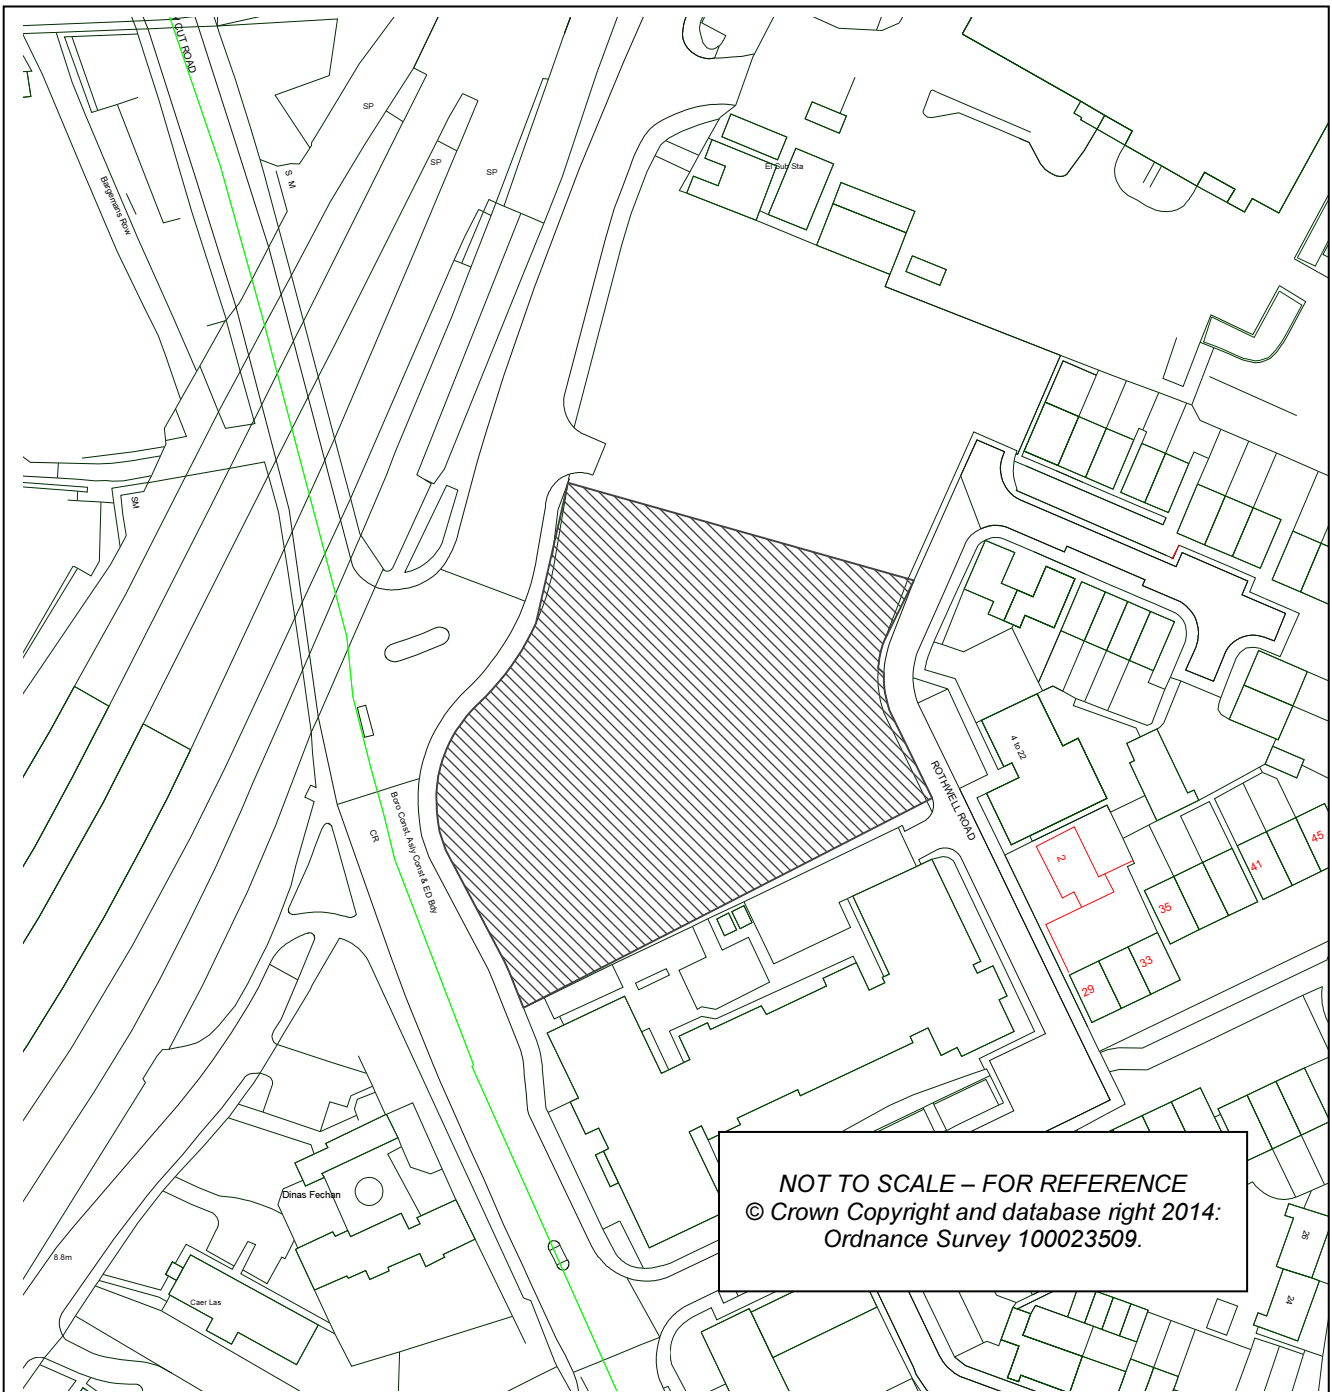 CUT ROAD
SP
SP
SP
S M
El Sub Sta
Bargemans Row
SM
4 to 22
ROTHWELL ROAD
Boro Const, Asly Const & ED Bdy
CR
2
45
41
35
33
29
NOT TO SCALE – FOR REFERENCE
© Crown Copyright and database right 2014:
Ordnance Survey 100023509.
Dinas Fechan
8.8m
Caer Las
26
24